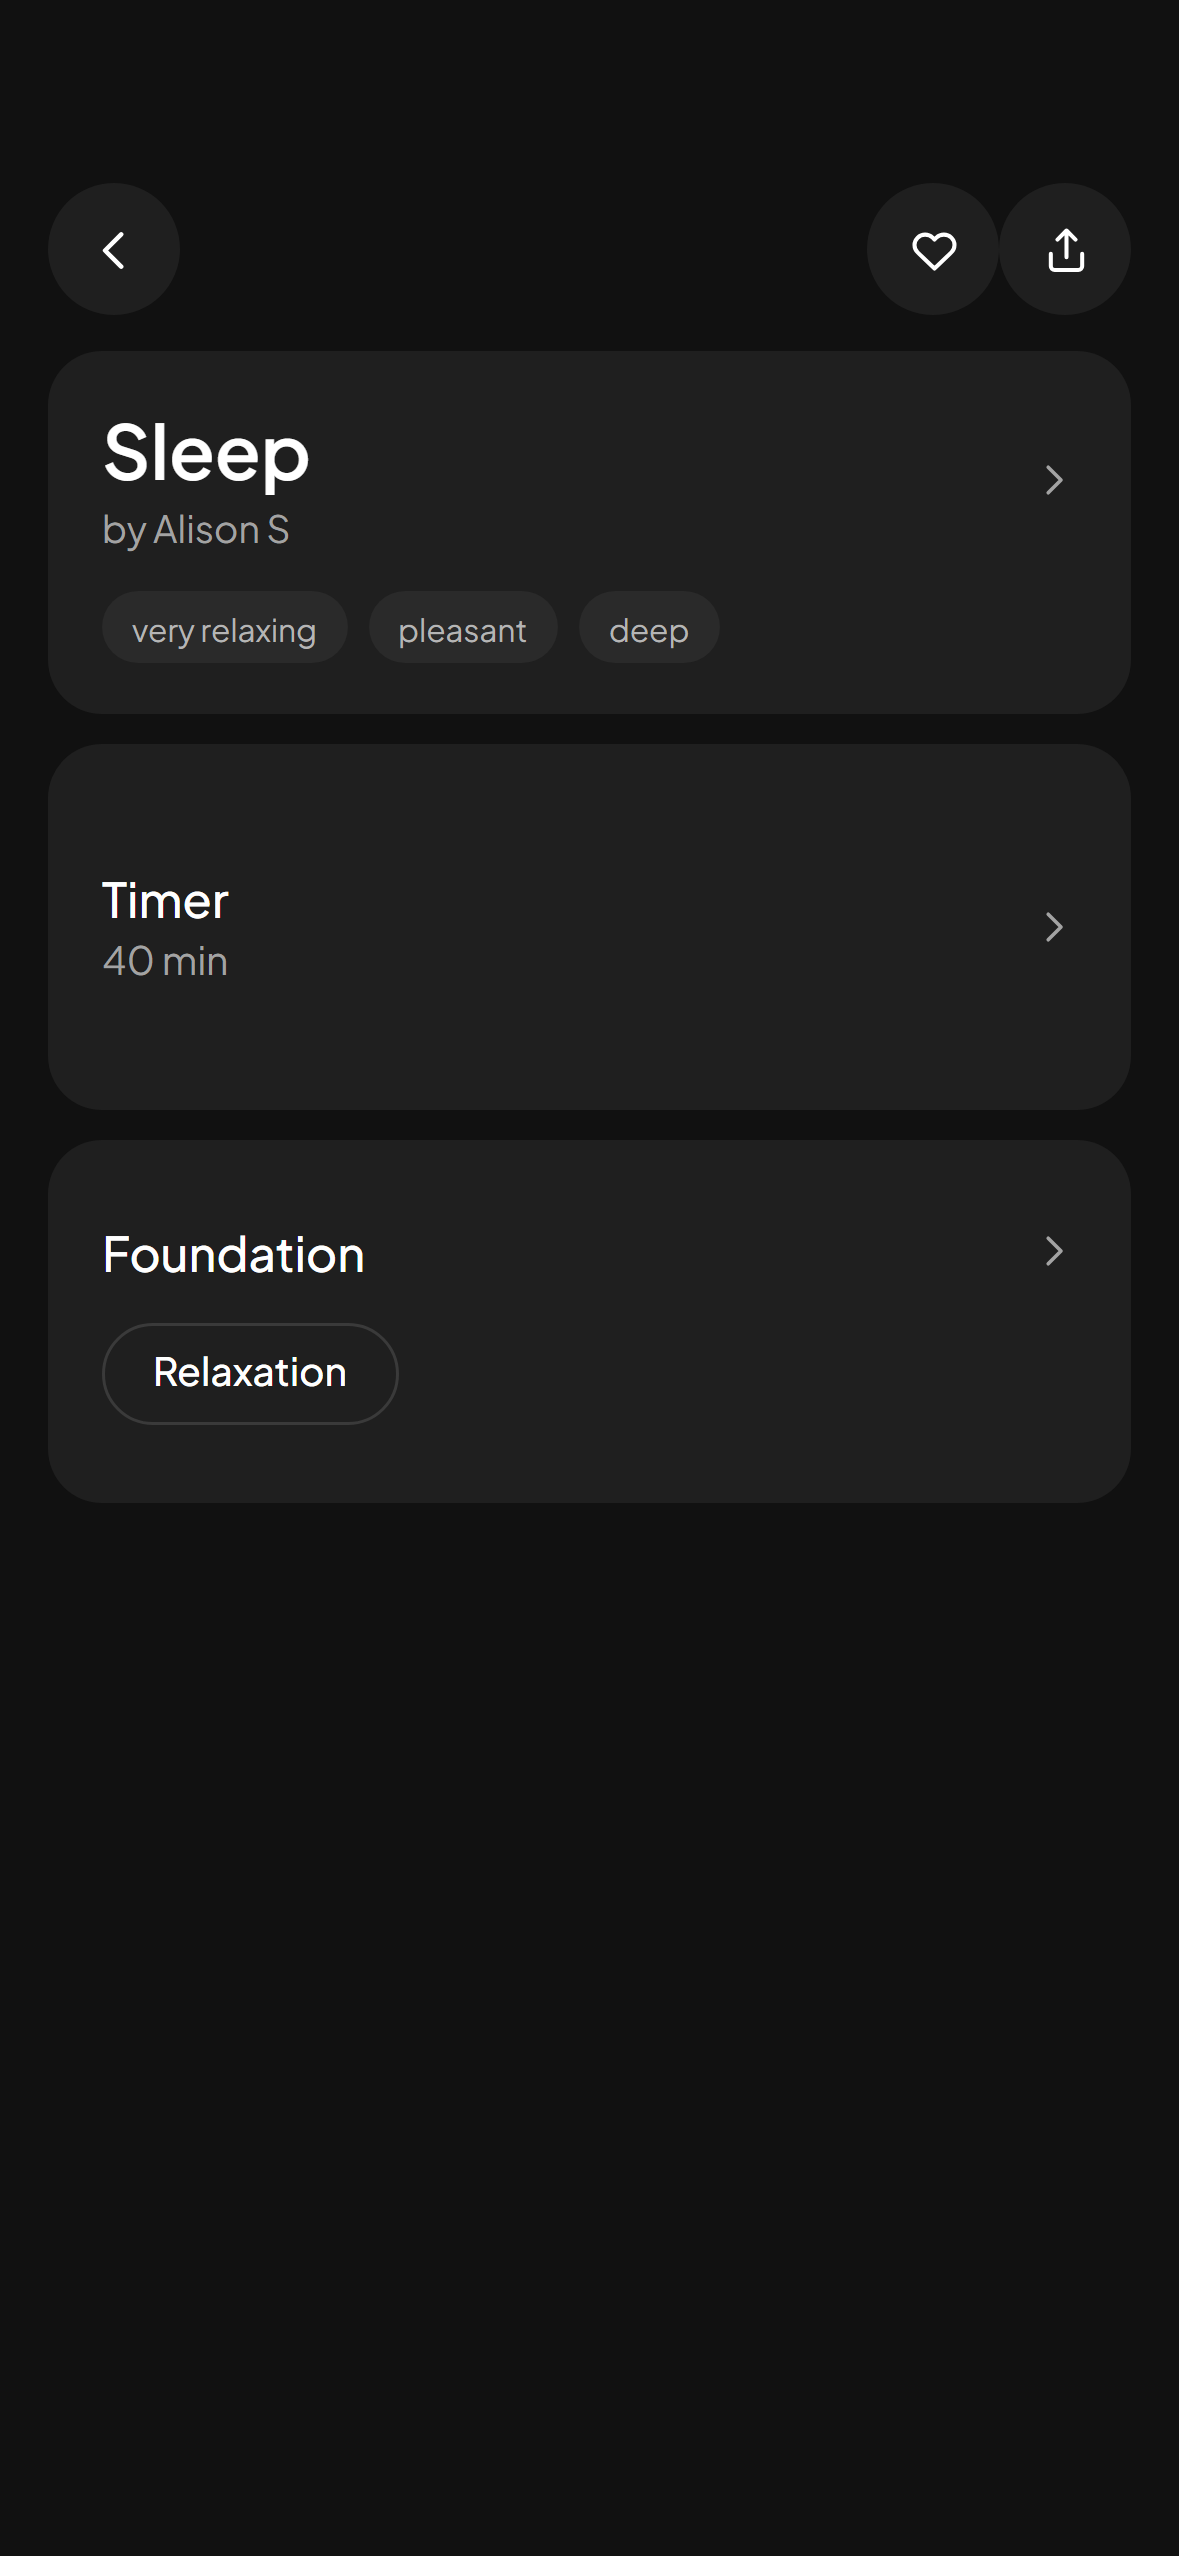 Sleep
by Alison S
very relaxing pleasant deep
Timer
40 min
Foundation
Relaxation